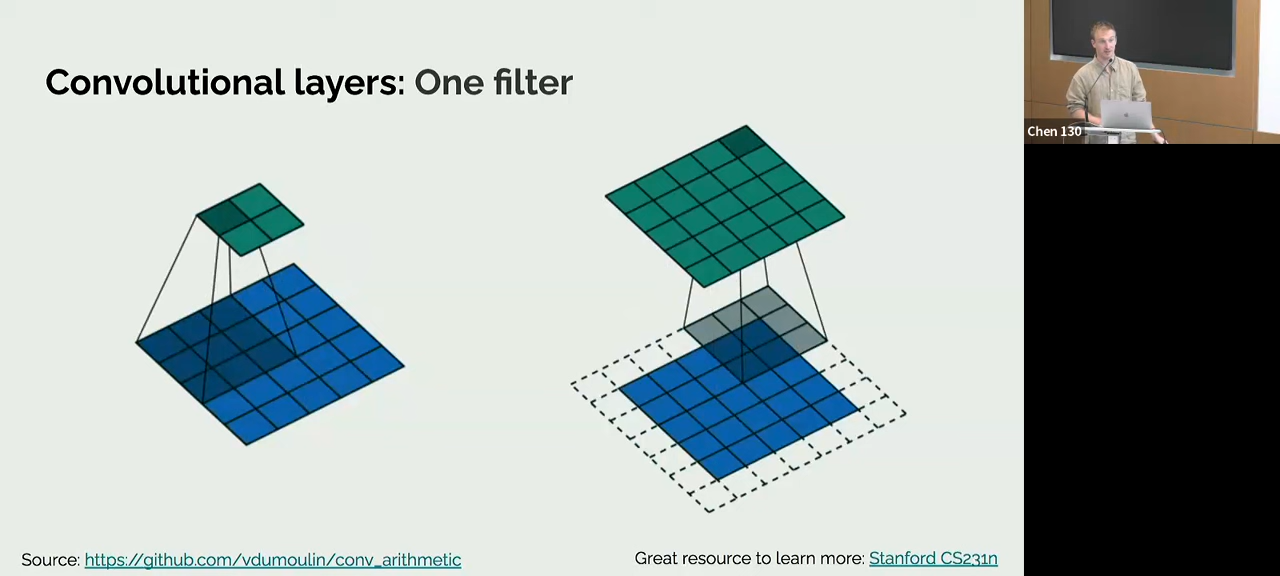 Convolutional layers: One filter
Chen 130
Source: https://github.com/vdumoulin/conv_arithmetic
Great resource to learn more: Stanford CS231n